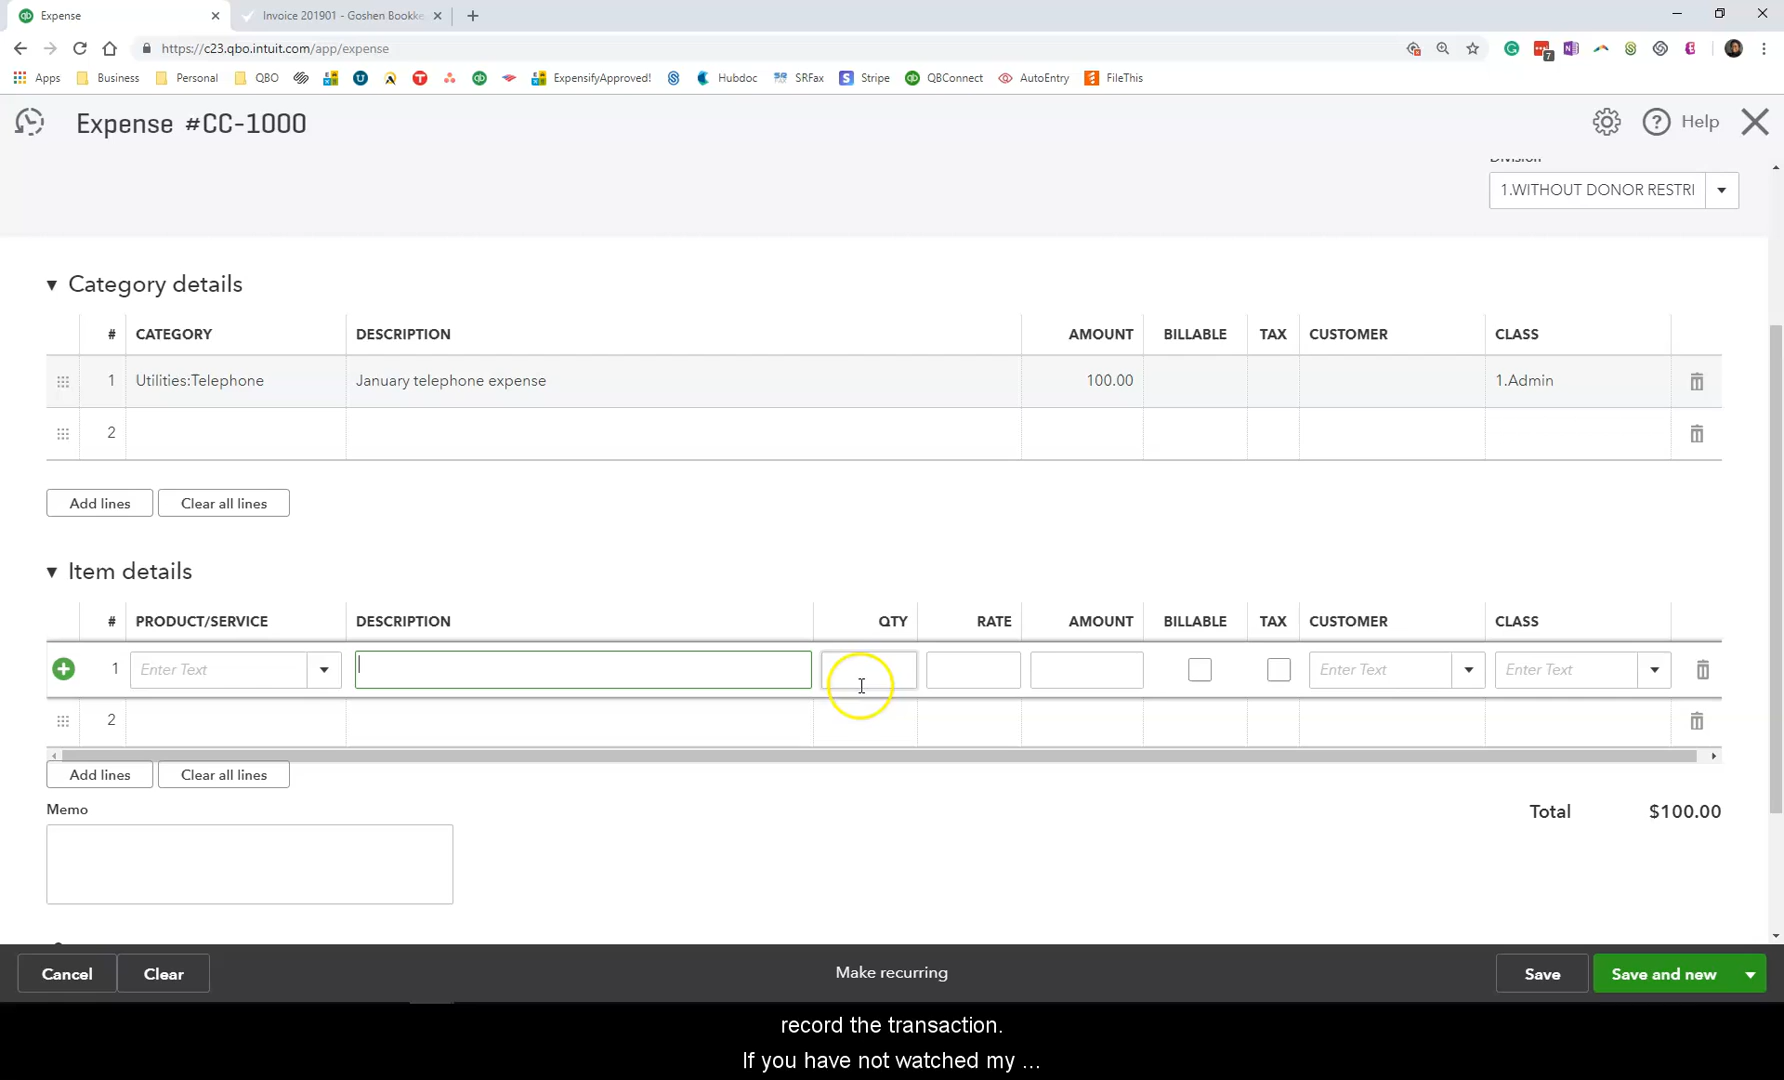 Expense
Invoice 201901 - Goshen Bookke
https://c23.qbo.intuit.com/app/expense
7
Apps Business Personal QBO ExpensifyApproved! Hubdoc SRFax Stripe QBConnect AutoEntry FileThis
Expense #CC-1000
Help
1.WITHOUT DONOR RESTRI
Category details
# CATEGORY DESCRIPTION AMOUNT BILLABLE TAX CUSTOMER CLASS
1 Utilities:Telephone January telephone expense 100.00 1.Admin
2
Add lines Clear all lines
Item details
# PRODUCT/SERVICE DESCRIPTION QTY RATE AMOUNT BILLABLE TAX CUSTOMER CLASS
1 Enter Text Enter Text Enter Text
2
Add lines Clear all lines
Memo
Total $100.00
Cancel Clear Make recurring Save Save and new
record the transaction.
If you have not watched my ...